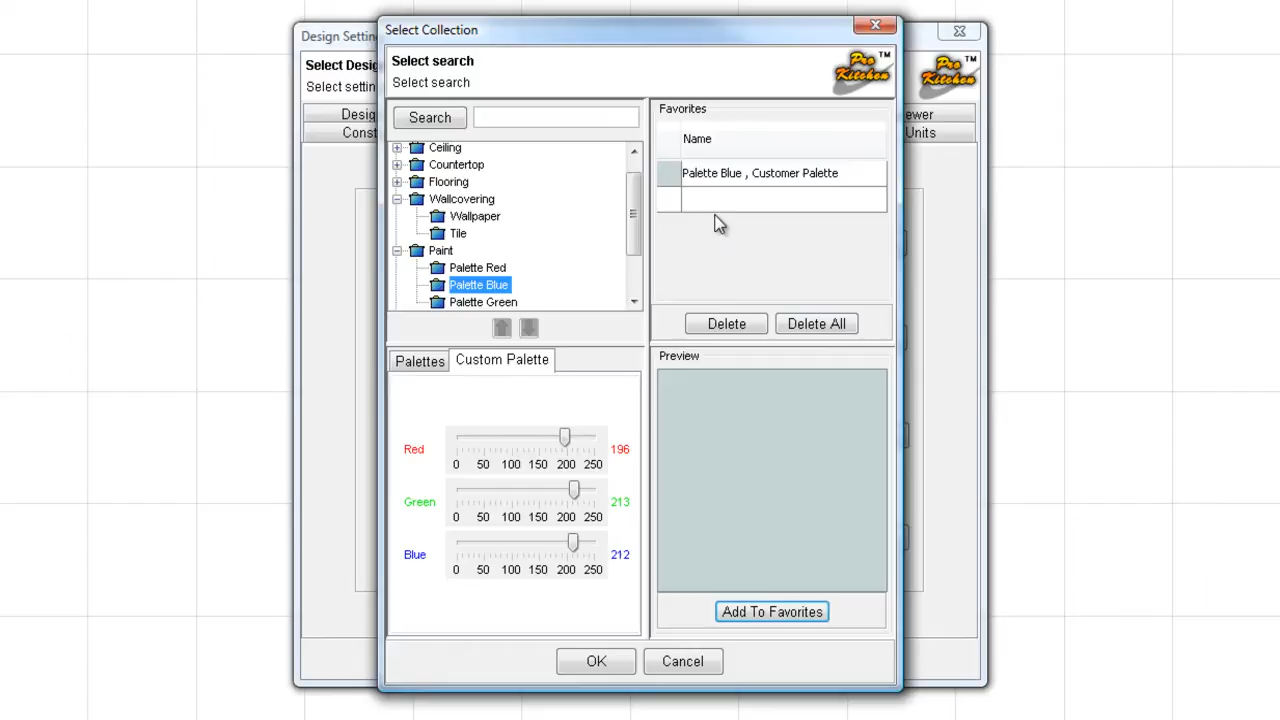 Select Collection
Design Settin
Select search
Select search
Pro Kitchen™
Select Desig
Select settin
Pro Kitchen™
Desig
Const
ewer
Units
Search
Favorites
Name
Palette Blue , Customer Palette
Ceiling
Countertop
Flooring
Wallcovering
Wallpaper
Tile
Paint
Palette Red
Palette Blue
Palette Green
Delete
Delete All
Palettes
Custom Palette
Preview
Red
196
0 50 100 150 200 250
Green
213
0 50 100 150 200 250
Blue
212
0 50 100 150 200 250
Add To Favorites
OK
Cancel